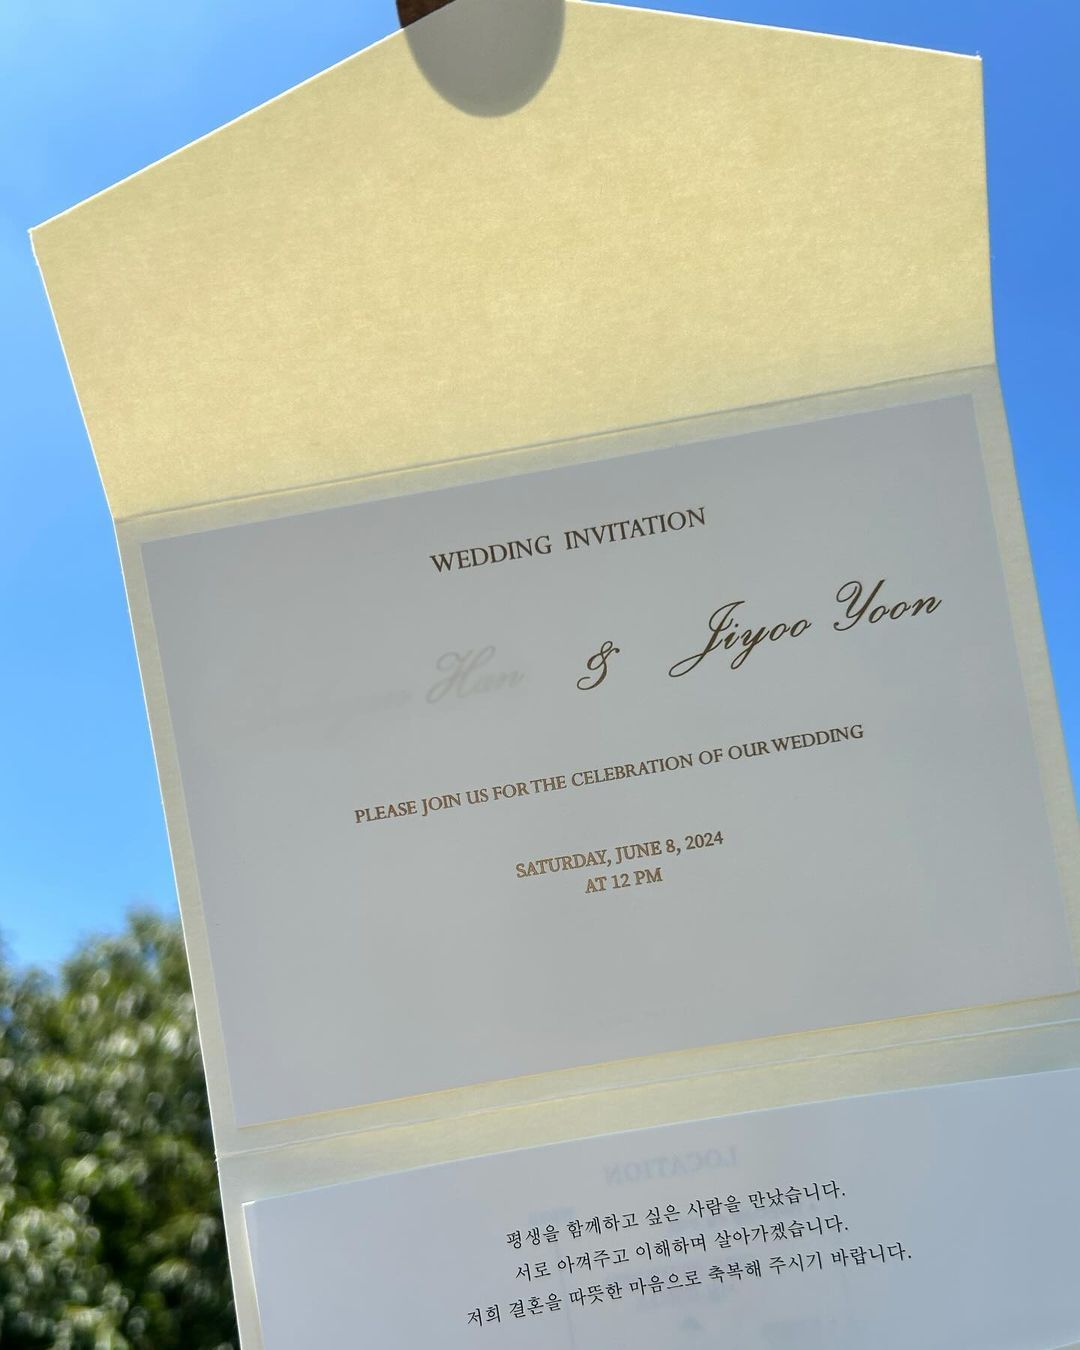 WEDDING INVITATION
Han & Jiyoo Yoon
PLEASE JOIN US FOR THE CELEBRATION OF OUR WEDDING
SATURDAY, JUNE 8, 2024
AT 12 PM
LOCATION
평생을 함께하고 싶은 사람을 만났습니다.
서로 아껴주고 이해하며 살아가겠습니다.
저희 결혼을 따뜻한 마음으로 축복해 주시기 바랍니다.